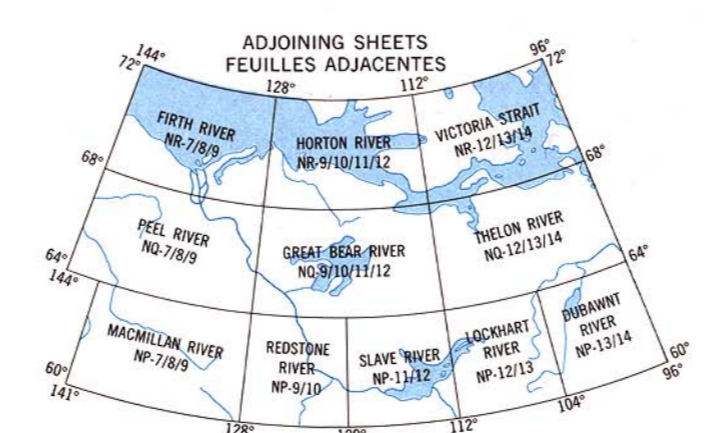 ADJOINING SHEETS
FEUILLES ADJACENTES
144°
72°
128°
112°
96°
72°
FIRTH RIVER
NR-7/8/9
HORTON RIVER
NR-9/10/11/12
VICTORIA STRAIT
NR-12/13/14
68°
68°
PEEL RIVER
NQ-7/8/9
GREAT BEAR RIVER
NQ-9/10/11/12
THELON RIVER
NQ-12/13/14
64°
144°
64°
MACMILLAN RIVER
NP-7/8/9
REDSTONE
RIVER
NP-9/10
SLAVE RIVER
NP-11/12
LOCKHART
RIVER
NP-12/13
DUBAWNT
RIVER
NP-13/14
60°
141°
128°
112°
104°
60°
96°